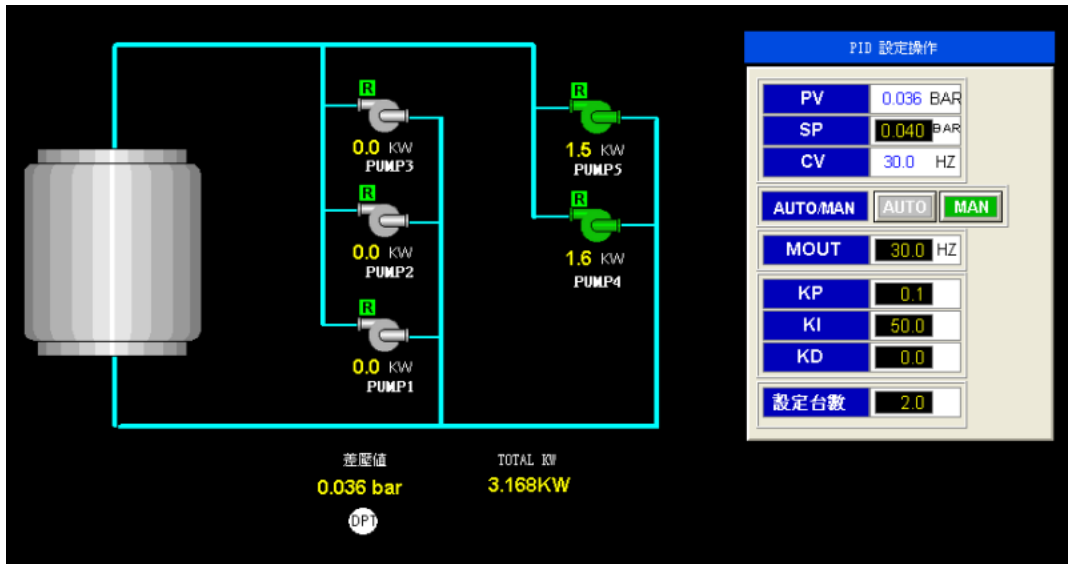 R
0.0 KW
PUMP3
R
0.0 KW
PUMP2
R
0.0 KW
PUMP1
R
1.5 KW
PUMP5
R
1.6 KW
PUMP4
差壓值
0.036 bar
DPT
TOTAL KW
3.168KW
PID 設定操作
PV 0.036 BAR
SP 0.040 BAR
CV 30.0 HZ
AUTO/MAN AUTO MAN
MOUT 30.0 HZ
KP 0.1
KI 50.0
KD 0.0
設定台數 2.0